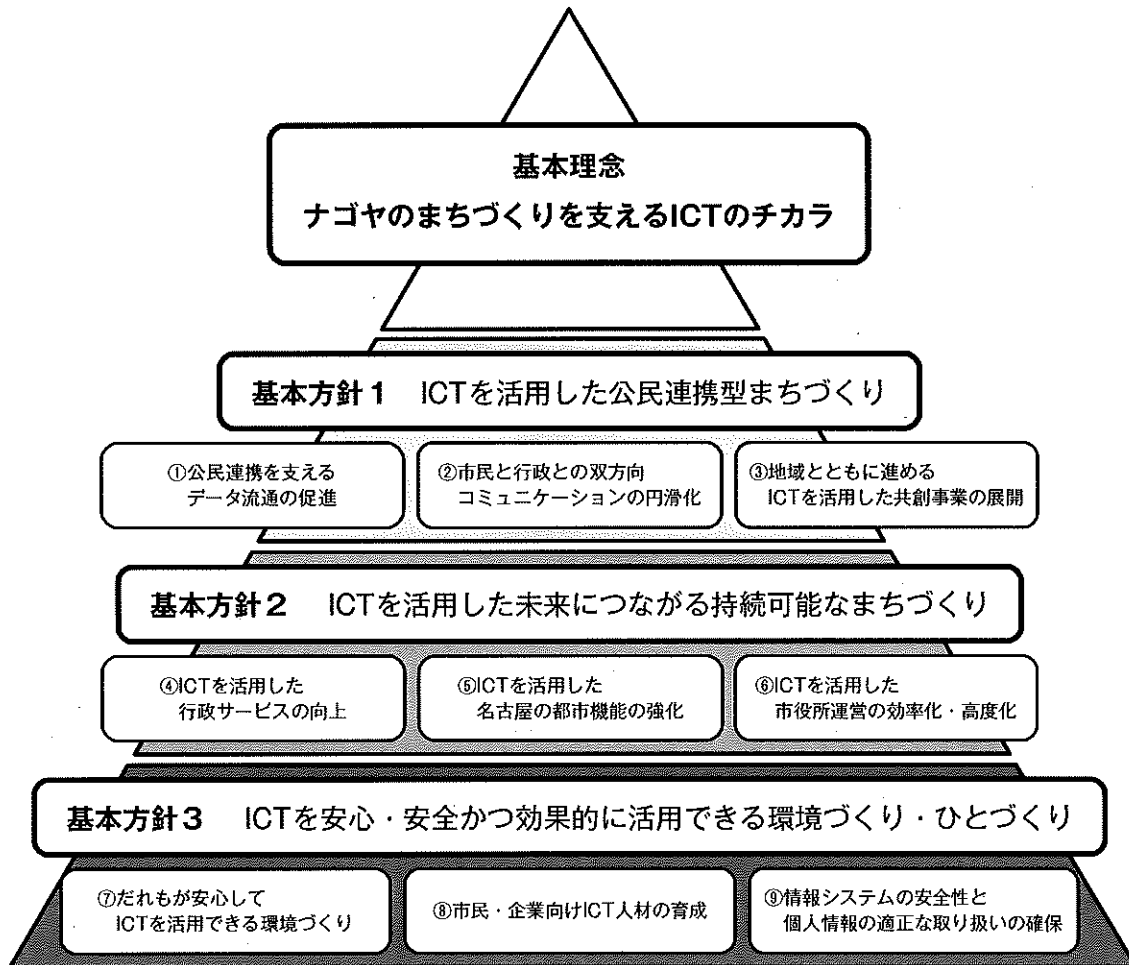 基本理念
ナゴヤのまちづくりを支えるICTのチカラ
基本方針1 ICTを活用した公民連携型まちづくり
①公民連携を支える
データ流通の促進
②市民と行政との双方向
コミュニケーションの円滑化
③地域とともに進める
ICTを活用した共創事業の展開
基本方針2 ICTを活用した未来につながる持続可能なまちづくり
④ICTを活用した
行政サービスの向上
⑤ICTを活用した
名古屋の都市機能の強化
⑥ICTを活用した
市役所運営の効率化・高度化
基本方針3 ICTを安心・安全かつ効果的に活用できる環境づくり・ひとづくり
⑦だれもが安心して
ICTを活用できる環境づくり
⑧市民・企業向けICT人材の育成
⑨情報システムの安全性と
個人情報の適正な取り扱いの確保